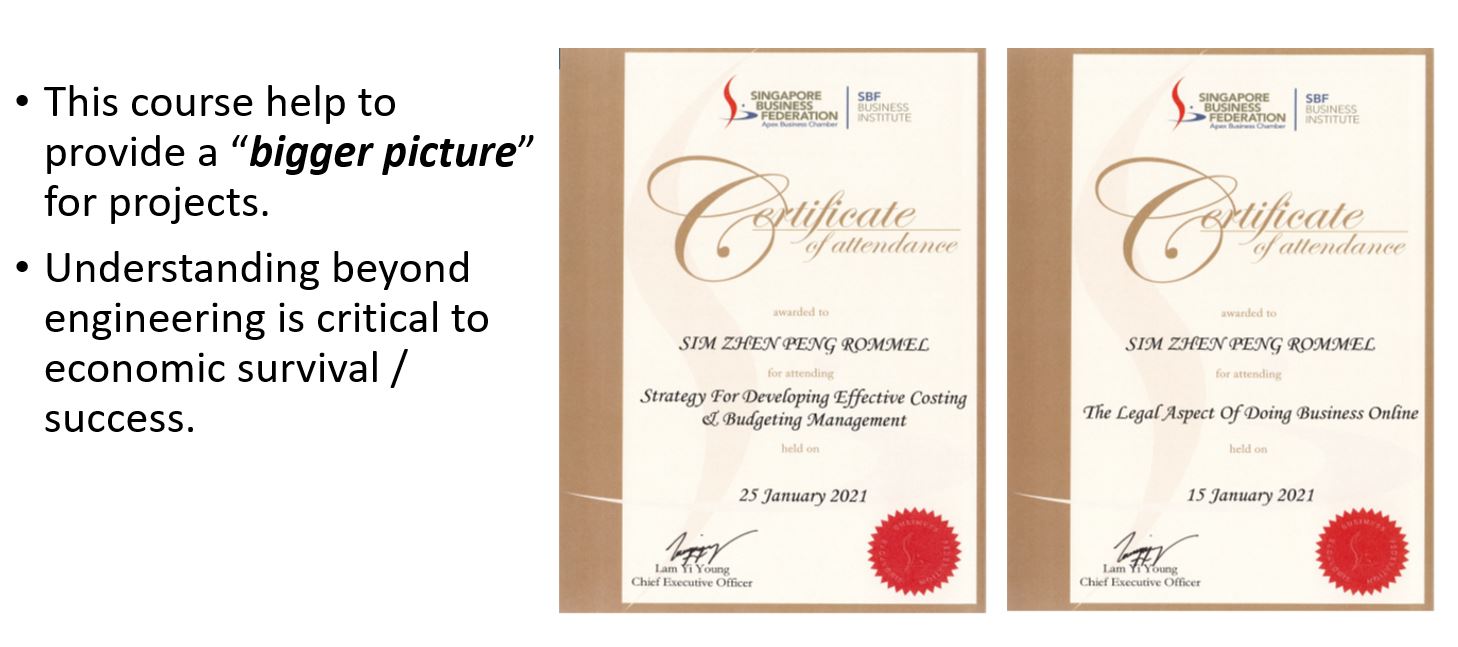 • This course help to
provide a “bigger picture”
for projects.
• Understanding beyond
engineering is critical to
economic survival /
success.
SINGAPORE
BUSINESS
FEDERATION
Apex Business Chamber
SBF
BUSINESS
INSTITUTE
Certificate
of attendance
awarded to
SIM ZHEN PENG ROMMEL
for attending
Strategy For Developing Effective Costing
& Budgeting Management
held on
25 January 2021
Lam Yi Young
Chief Executive Officer
SINGAPORE
BUSINESS
FEDERATION
Apex Business Chamber
SBF
BUSINESS
INSTITUTE
Certificate
of attendance
awarded to
SIM ZHEN PENG ROMMEL
for attending
The Legal Aspect Of Doing Business Online
held on
15 January 2021
Lam Yi Young
Chief Executive Officer